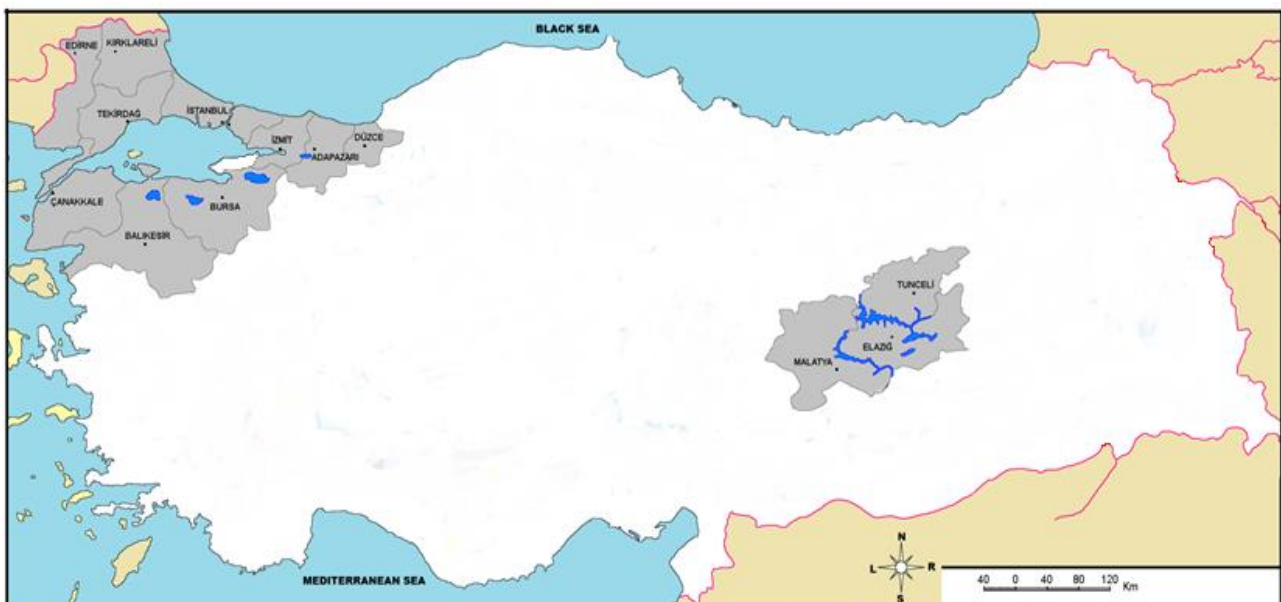 BLACK SEA
EDİRNE
KIRKLARELİ
TEKİRDAĞ
İSTANBUL
İZMİT
ADAPAZARI
DÜZCE
ÇANAKKALE
BURSA
BALIKESİR
TUNCELİ
ELAZIĞ
MALATYA
MEDITERRANEAN SEA
N
L R
S
40 0 40 80 120 Km